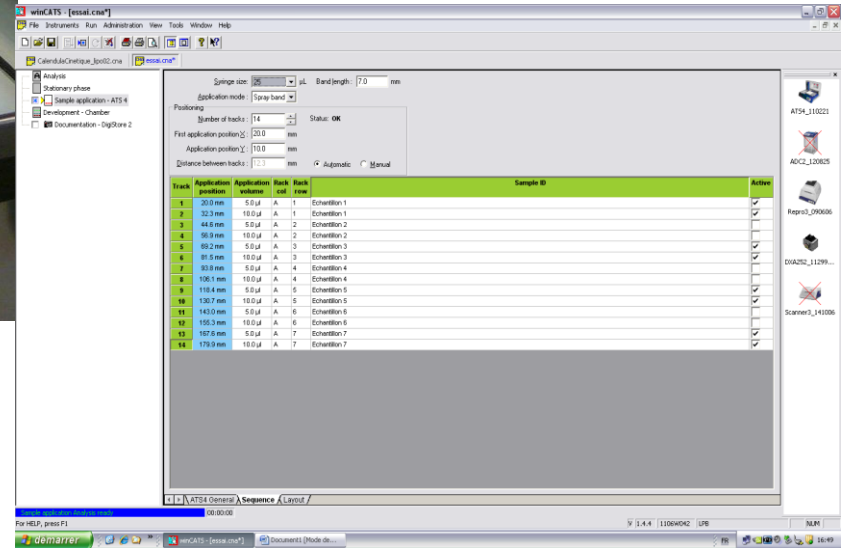 winCATS - [essai.cna*]
File Instruments Run Administration View Tools Window Help
CalendulaCinetique_Ipo02.cna essai.cna*
Analysis
Stationary phase
Sample application - ATS 4
Development - Chamber
Documentation - DigiStore 2
Syringe size: 25 µL Band length: 7.0 mm
Application mode: Spray band
Positioning
Number of tracks: 14 Status: OK
First application position X: 20.0 mm
Application position Y: 10.0 mm
Distance between tracks: 12.3 mm Automatic Manual
Track Application position Application volume Rack col Rack row Sample ID Active
1 20.0 mm 5.0 µl A 1 Echantillon 1
2 32.3 mm 10.0 µl A 1 Echantillon 1
3 44.6 mm 5.0 µl A 2 Echantillon 2
4 56.9 mm 10.0 µl A 2 Echantillon 2
5 69.2 mm 5.0 µl A 3 Echantillon 3
6 81.5 mm 10.0 µl A 3 Echantillon 3
7 93.8 mm 5.0 µl A 4 Echantillon 4
8 106.1 mm 10.0 µl A 4 Echantillon 4
9 118.4 mm 5.0 µl A 5 Echantillon 5
10 130.7 mm 10.0 µl A 5 Echantillon 5
11 143.0 mm 5.0 µl A 6 Echantillon 6
12 155.3 mm 10.0 µl A 6 Echantillon 6
13 167.6 mm 5.0 µl A 7 Echantillon 7
14 179.9 mm 10.0 µl A 7 Echantillon 7
ATS4_110221
ADC2_120825
Repro3_090606
DXA252_11299...
Scanner3_141006
ATS4 General Sequence Layout
Sample application Analysis ready 00:00:00
For HELP, press F1 V 1.4.4 1106W042 LPB NUM
démarrer winCATS - [essai.cna*] Document1 [Mode de... FR 16:49